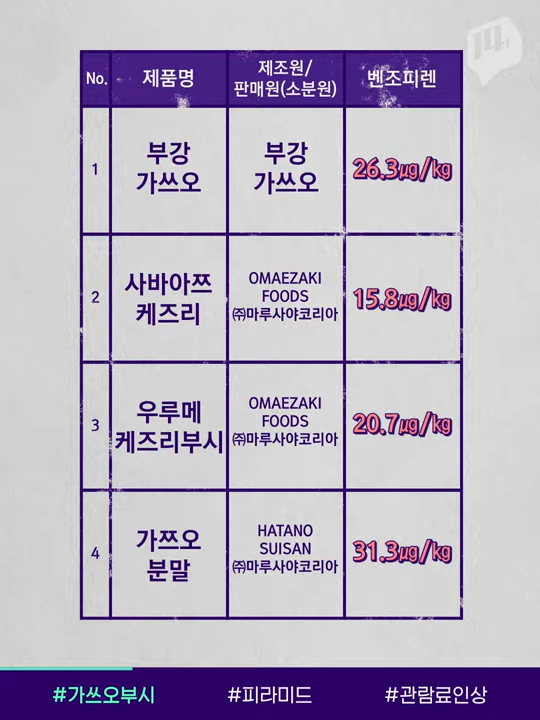 14F
No. 제품명 제조원/ 판매원(소분원) 벤조피렌
1 부강 가쓰오 부강 가쓰오 26.3㎍/㎏
2 사바아쯔 케즈리 OMAEZAKI FOODS ㈜마루사야코리아 15.8㎍/㎏
3 우루메 케즈리부시 OMAEZAKI FOODS ㈜마루사야코리아 20.7㎍/㎏
4 가쯔오 분말 HATANO SUISAN ㈜마루사야코리아 31.3㎍/㎏
#가쓰오부시 #피라미드 #관람료인상